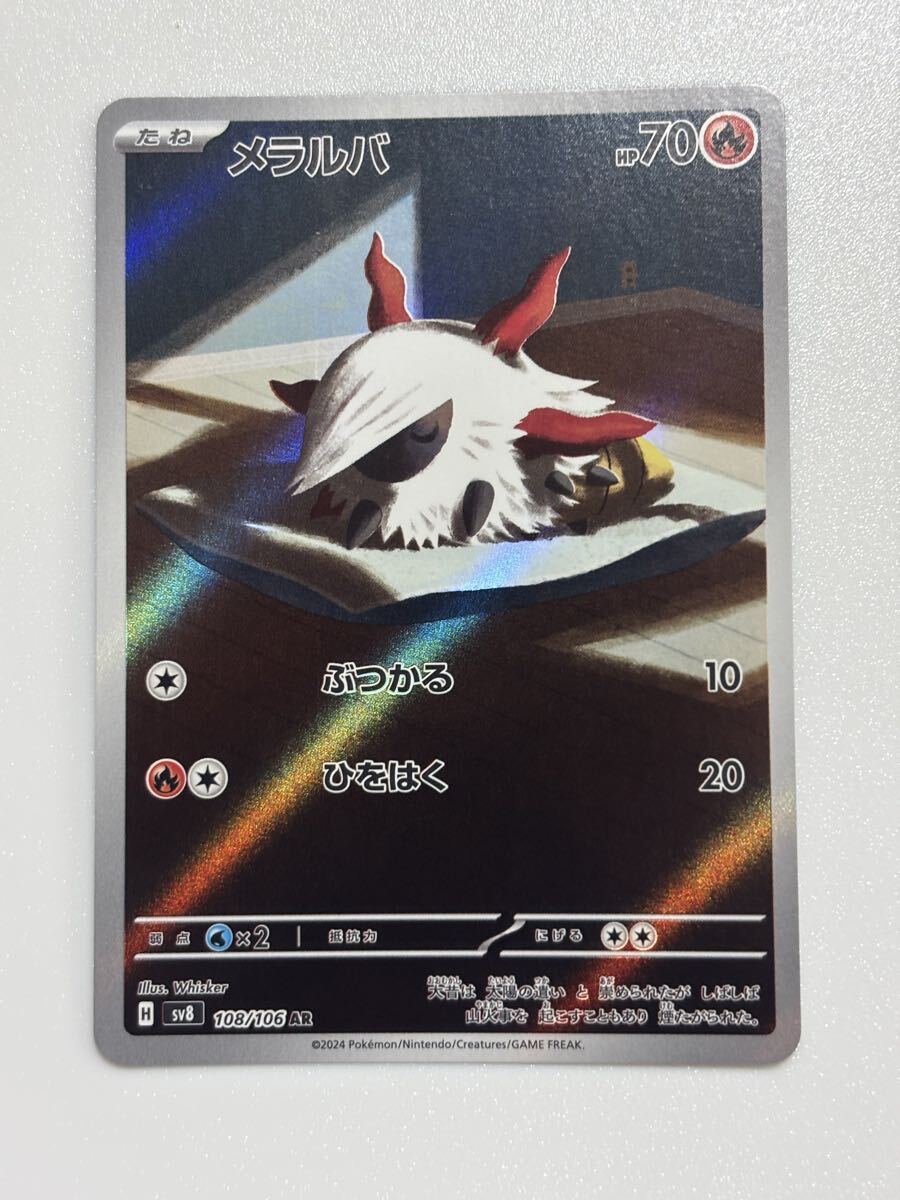 たね
メラルバ
HP70
ぶつかる 10
ひをはく 20
弱点 ×2 抵抗力 にげる
Illus. Whisker
H sv8 108/106 AR
大昔は 太陽の遣い と 崇められたが しばしば
山火事を 起こすこともあり 煙たがられた。
©2024 Pokémon/Nintendo/Creatures/GAME FREAK.